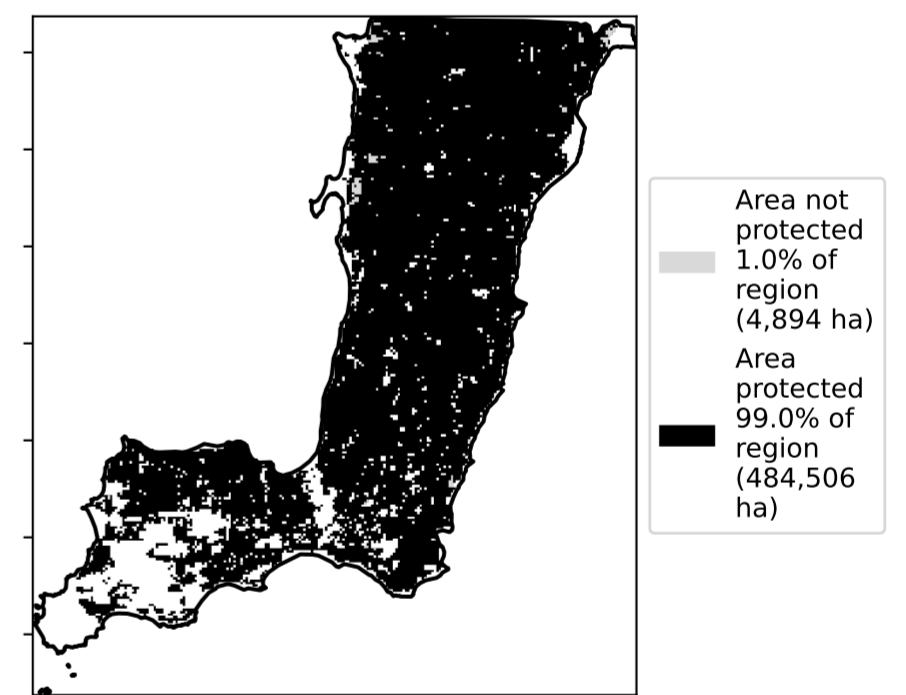 Area not
protected
1.0% of
region
(4,894 ha)
Area
protected
99.0% of
region
(484,506
ha)